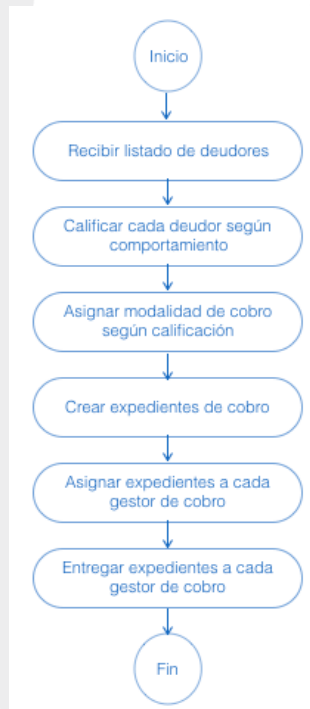 Inicio
Recibir listado de deudores
Calificar cada deudor según
comportamiento
Asignar modalidad de cobro
según calificación
Crear expedientes de cobro
Asignar expedientes a cada
gestor de cobro
Entregar expedientes a cada
gestor de cobro
Fin